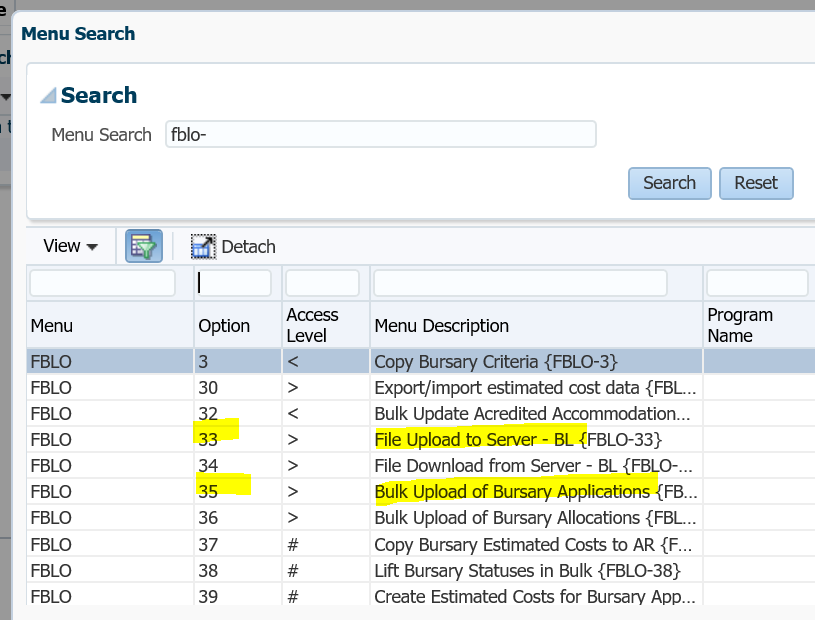 e
Menu Search
Search
Menu Search fblo-
Search Reset
View Detach
Menu Option Access Level Menu Description Program Name
FBLO 3 < Copy Bursary Criteria {FBLO-3}
FBLO 30 > Export/import estimated cost data {FBL...
FBLO 32 < Bulk Update Acredited Accommodation...
FBLO 33 > File Upload to Server - BL {FBLO-33}
FBLO 34 > File Download from Server - BL {FBLO-...
FBLO 35 > Bulk Upload of Bursary Applications {FB...
FBLO 36 > Bulk Upload of Bursary Allocations {FBL...
FBLO 37 # Copy Bursary Estimated Costs to AR {F...
FBLO 38 # Lift Bursary Statuses in Bulk {FBLO-38}
FBLO 39 # Create Estimated Costs for Bursary App...